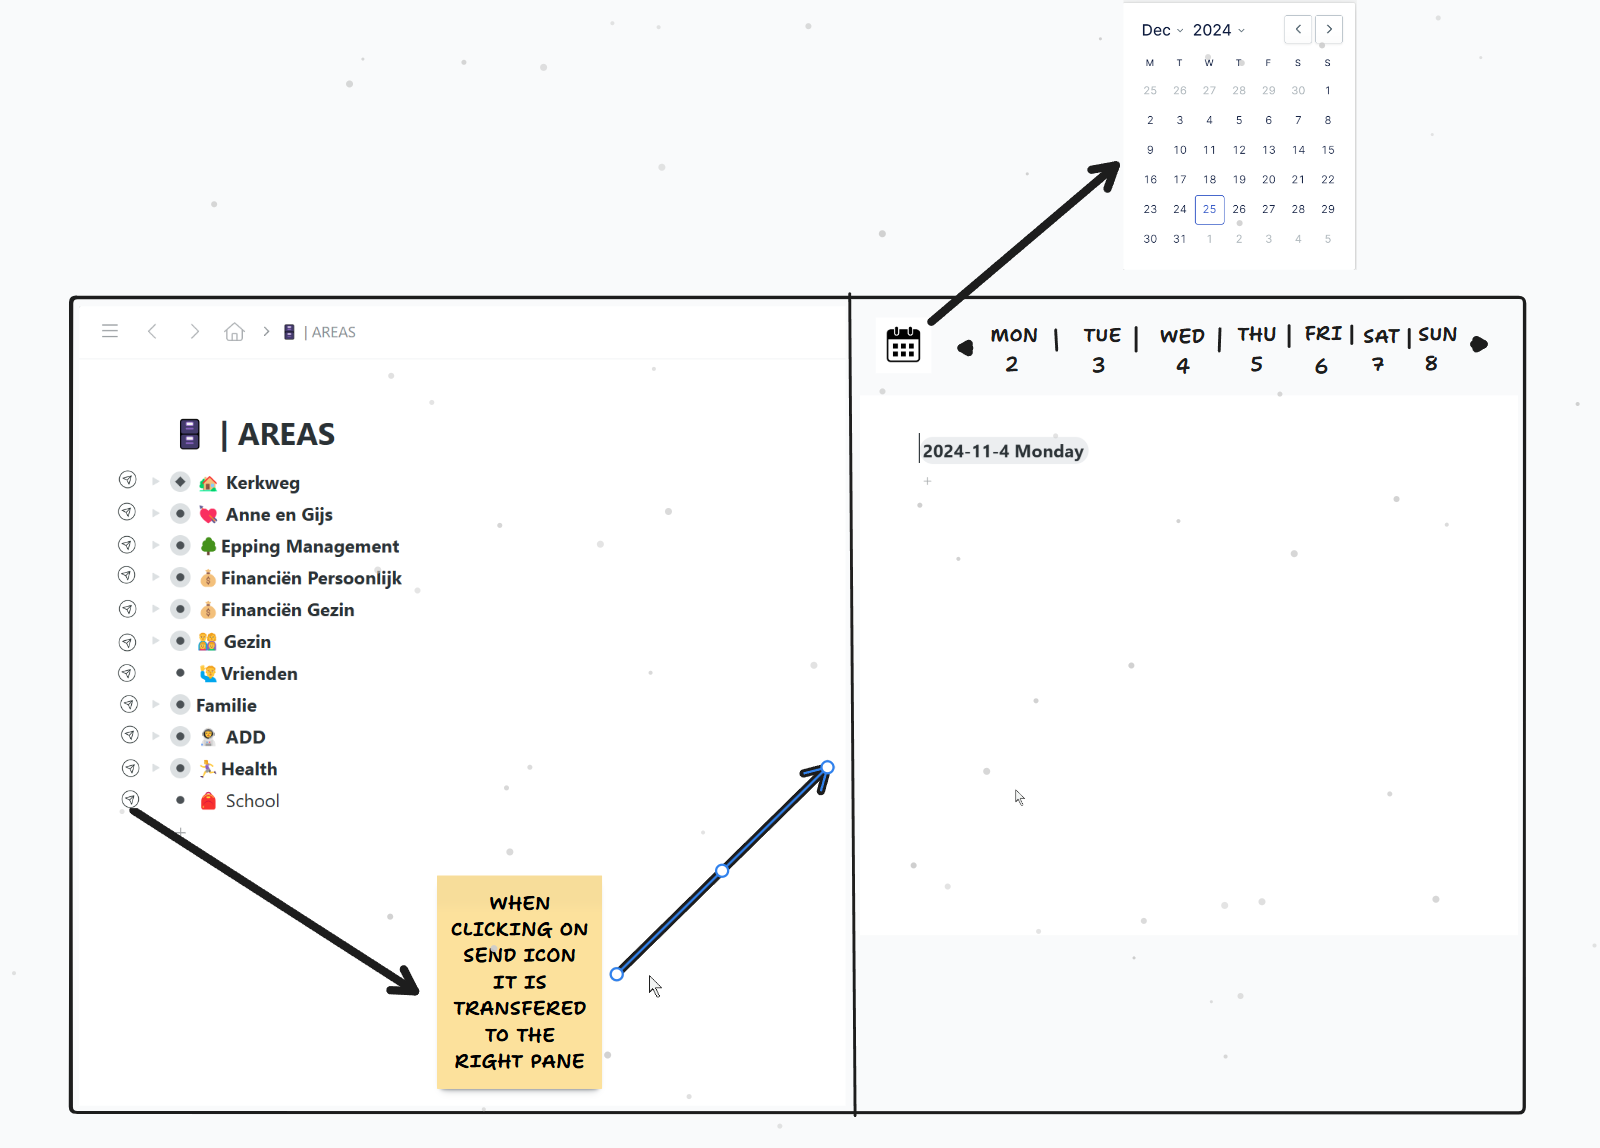 Dec 2024
M T W T F S S
25 26 27 28 29 30 1
2 3 4 5 6 7 8
9 10 11 12 13 14 15
16 17 18 19 20 21 22
23 24 25 26 27 28 29
30 31 1 2 3 4 5
| AREAS
MON | TUE | WED | THU | FRI | SAT | SUN
2 3 4 5 6 7 8
| AREAS
Kerkweg
Anne en Gijs
Epping Management
Financiën Persoonlijk
Financiën Gezin
Gezin
Vrienden
Familie
ADD
Health
School
2024-11-4 Monday
WHEN
CLICKING ON
SEND ICON
IT IS
TRANSFERED
TO THE
RIGHT PANE